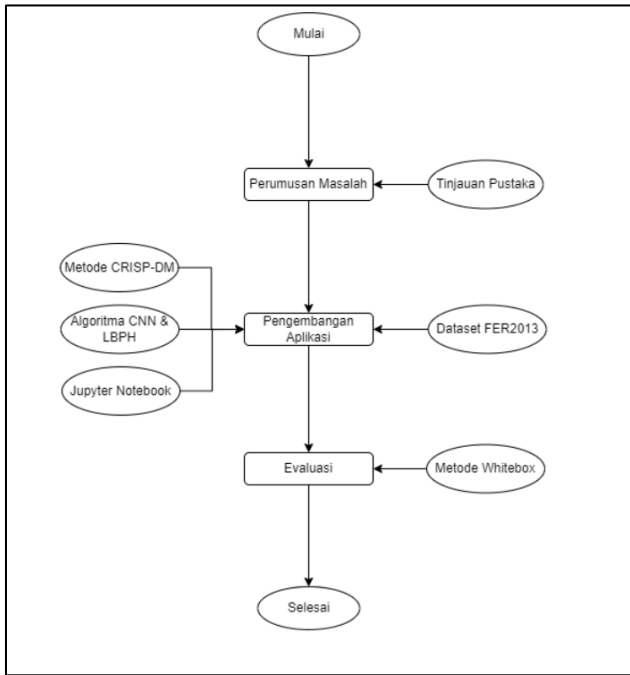 Mulai
Perumusan Masalah
Tinjauan Pustaka
Metode CRISP-DM
Algoritma CNN &
LBPH
Jupyter Notebook
Pengembangan
Aplikasi
Dataset FER2013
Evaluasi
Metode Whitebox
Selesai